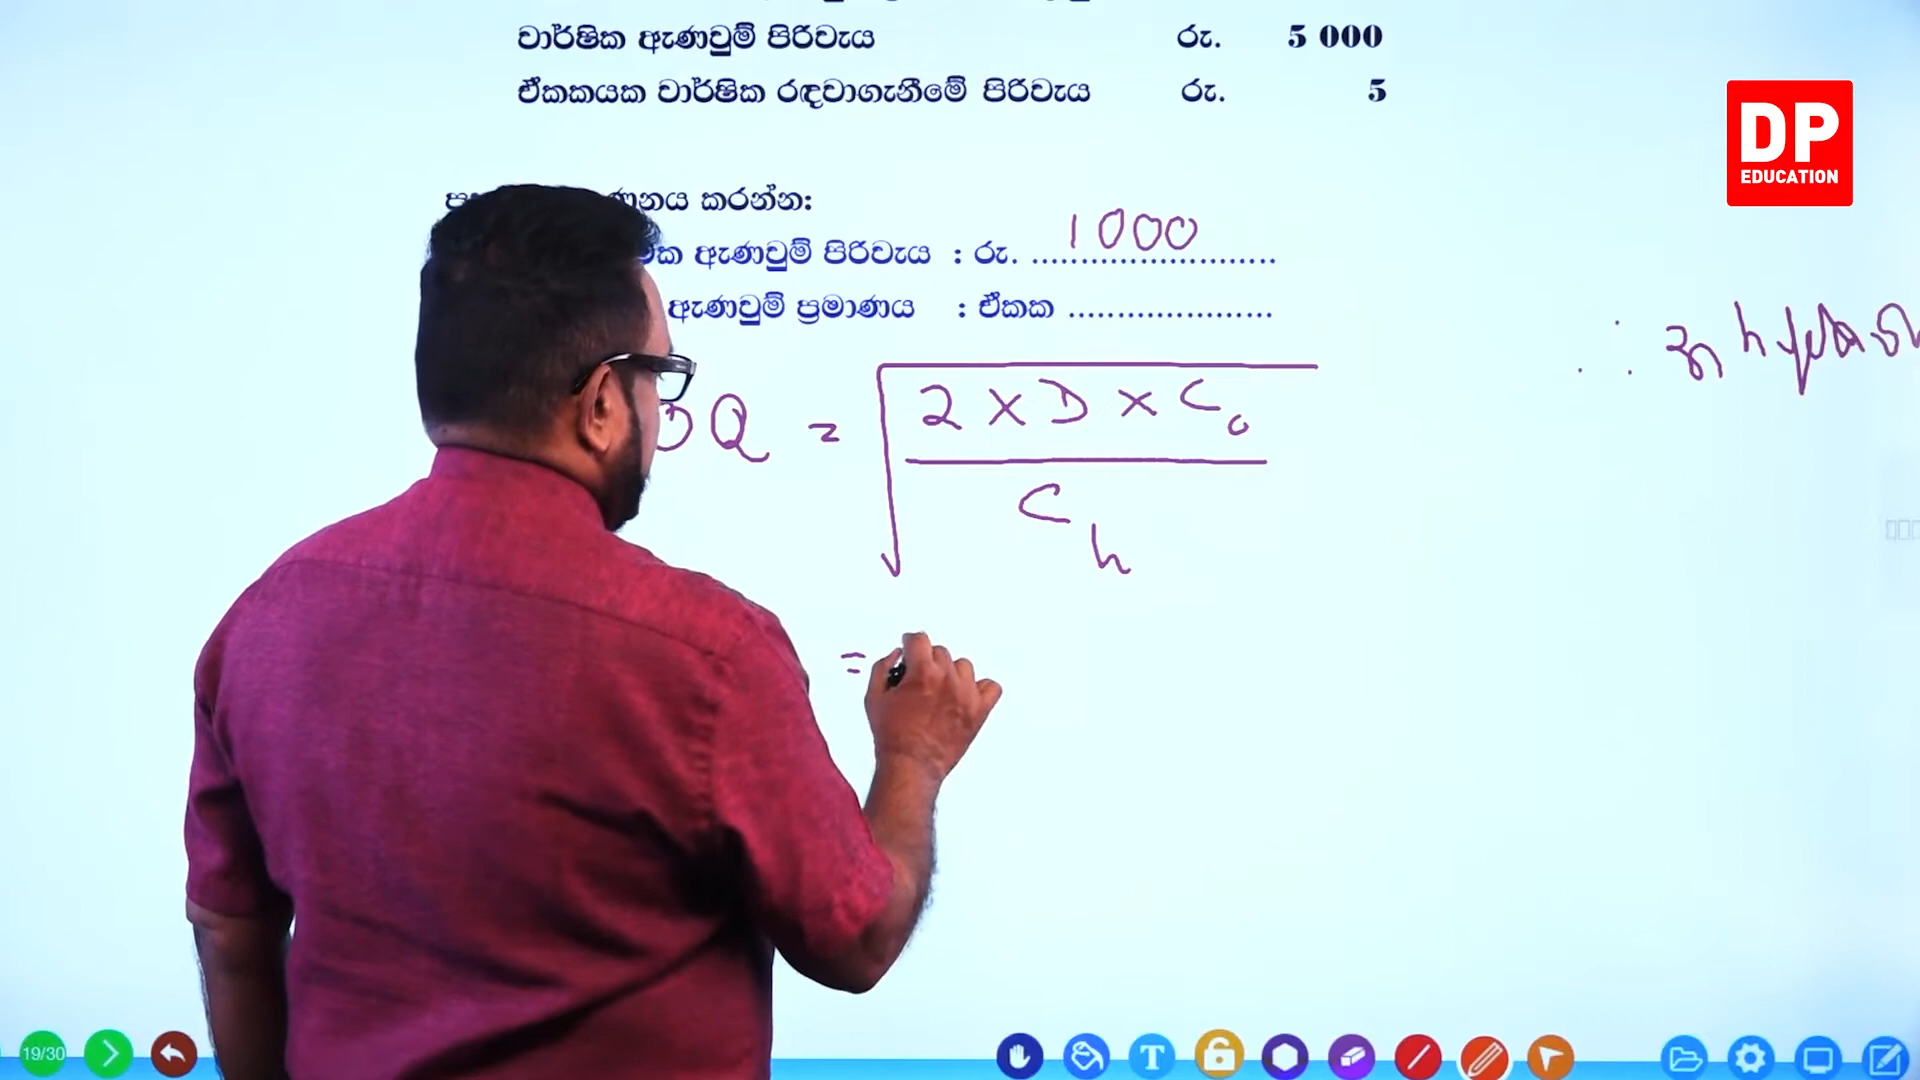 වාර්ෂික ඇණවුම් පිරිවැය රු. 5 000
ඒකකයක වාර්ෂික රඳවාගැනීමේ පිරිවැය රු. 5
DP
EDUCATION
කරන්න:
ඇණවුම් පිරිවැය : රු. ......................... 1000
ඇණවුම් ප්‍රමාණය : ඒකක .....................
Q = √ 2 × D × C₀
C h
=
19/30
T